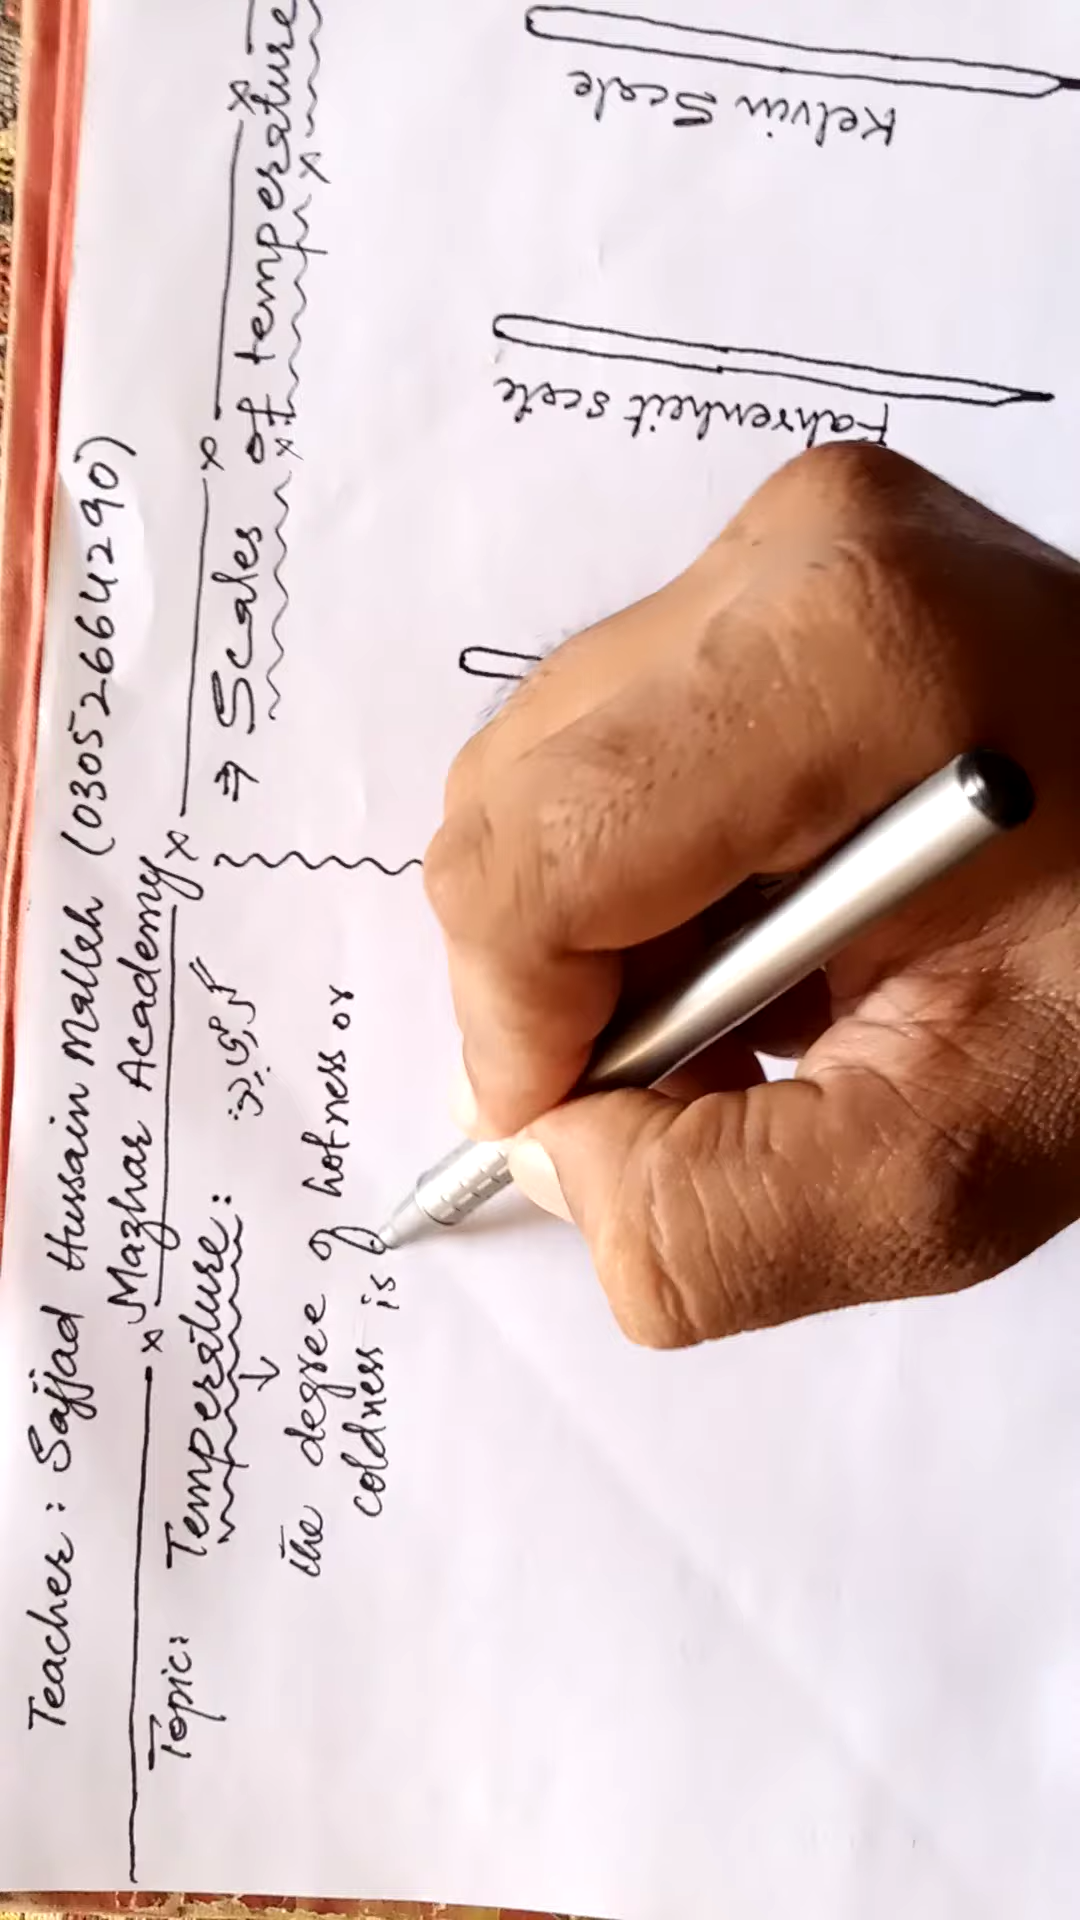 Teacher: Sajjad Hussain Malleh (03052664290)
x Mazhar Academy x x x
Topic: Temperature:
the degree of hotness or
coldness is
⇒ Scales of temperature
Fahrenheit Scale
Kelvin Scale